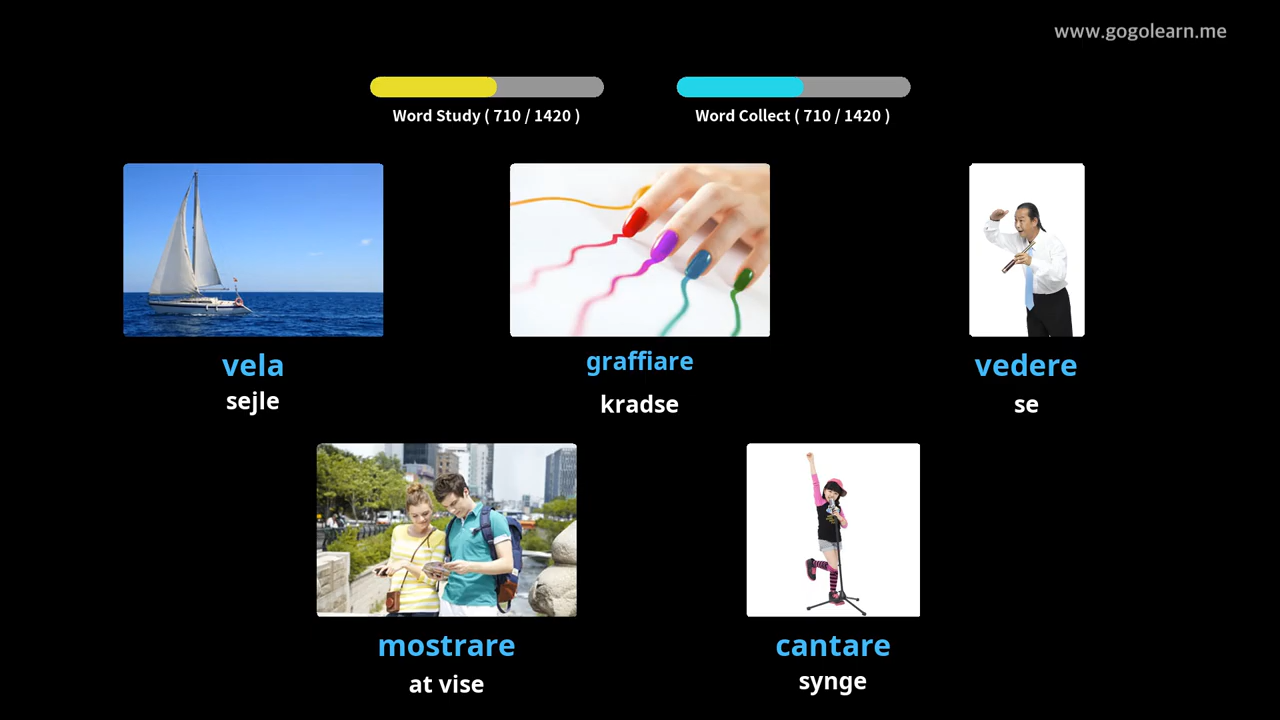 www.gogolearn.me
Word Study ( 710 / 1420 )
Word Collect ( 710 / 1420 )
vela
sejle
graffiare
kradse
vedere
se
mostrare
at vise
cantare
synge